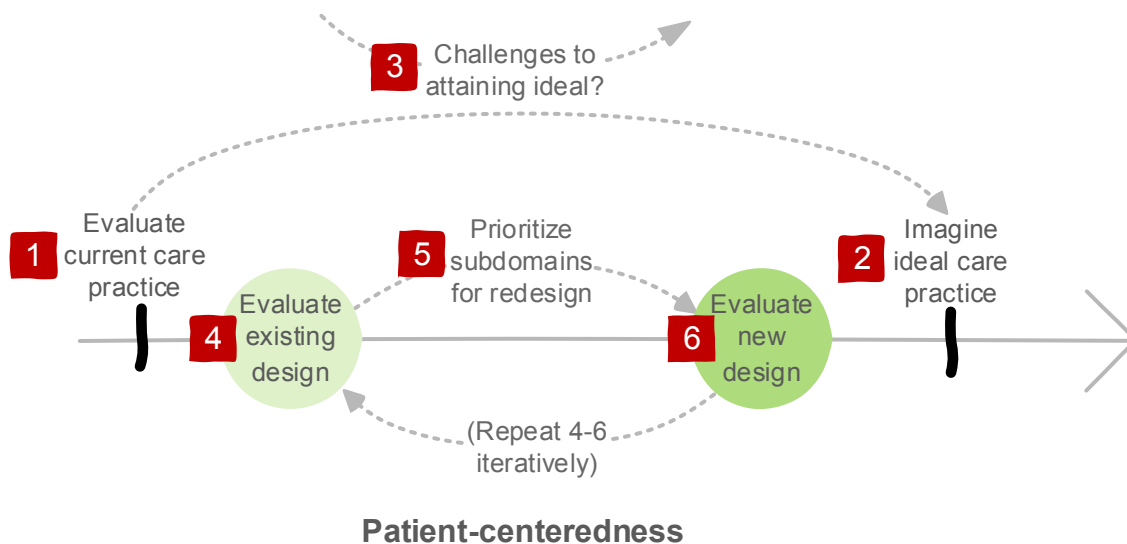 3
Challenges to
attaining ideal?
1
Evaluate
current care
practice
5
Prioritize
subdomains
for redesign
2
Imagine
ideal care
practice
4
Evaluate
existing
design
6
Evaluate
new
design
(Repeat 4-6
iteratively)
Patient-centeredness